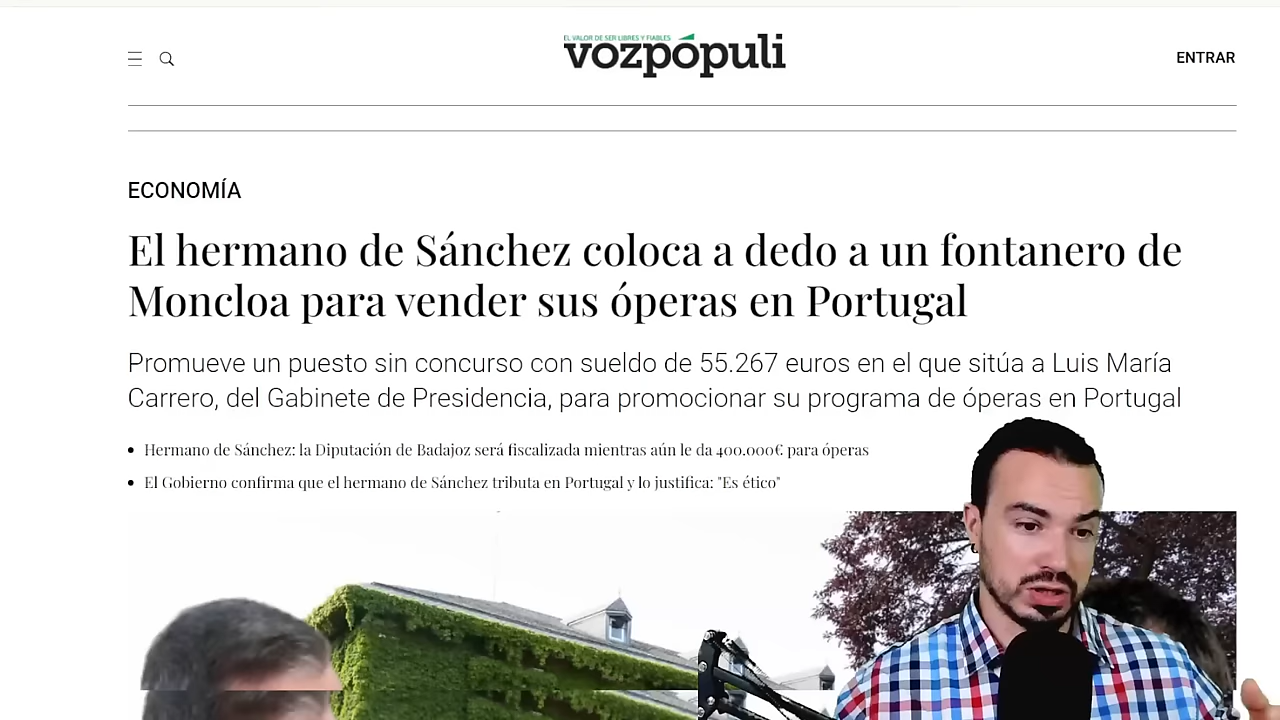 EL VALOR DE SER LIBRES Y FIABLES
vozpópuli
ENTRAR
ECONOMÍA
El hermano de Sánchez coloca a dedo a un fontanero de
Moncloa para vender sus óperas en Portugal
Promueve un puesto sin concurso con sueldo de 55.267 euros en el que sitúa a Luis María
Carrero, del Gabinete de Presidencia, para promocionar su programa de óperas en Portugal
Hermano de Sánchez: la Diputación de Badajoz será fiscalizada mientras aún le da 400.000€ para óperas
El Gobierno confirma que el hermano de Sánchez tributa en Portugal y lo justifica: "Es ético"